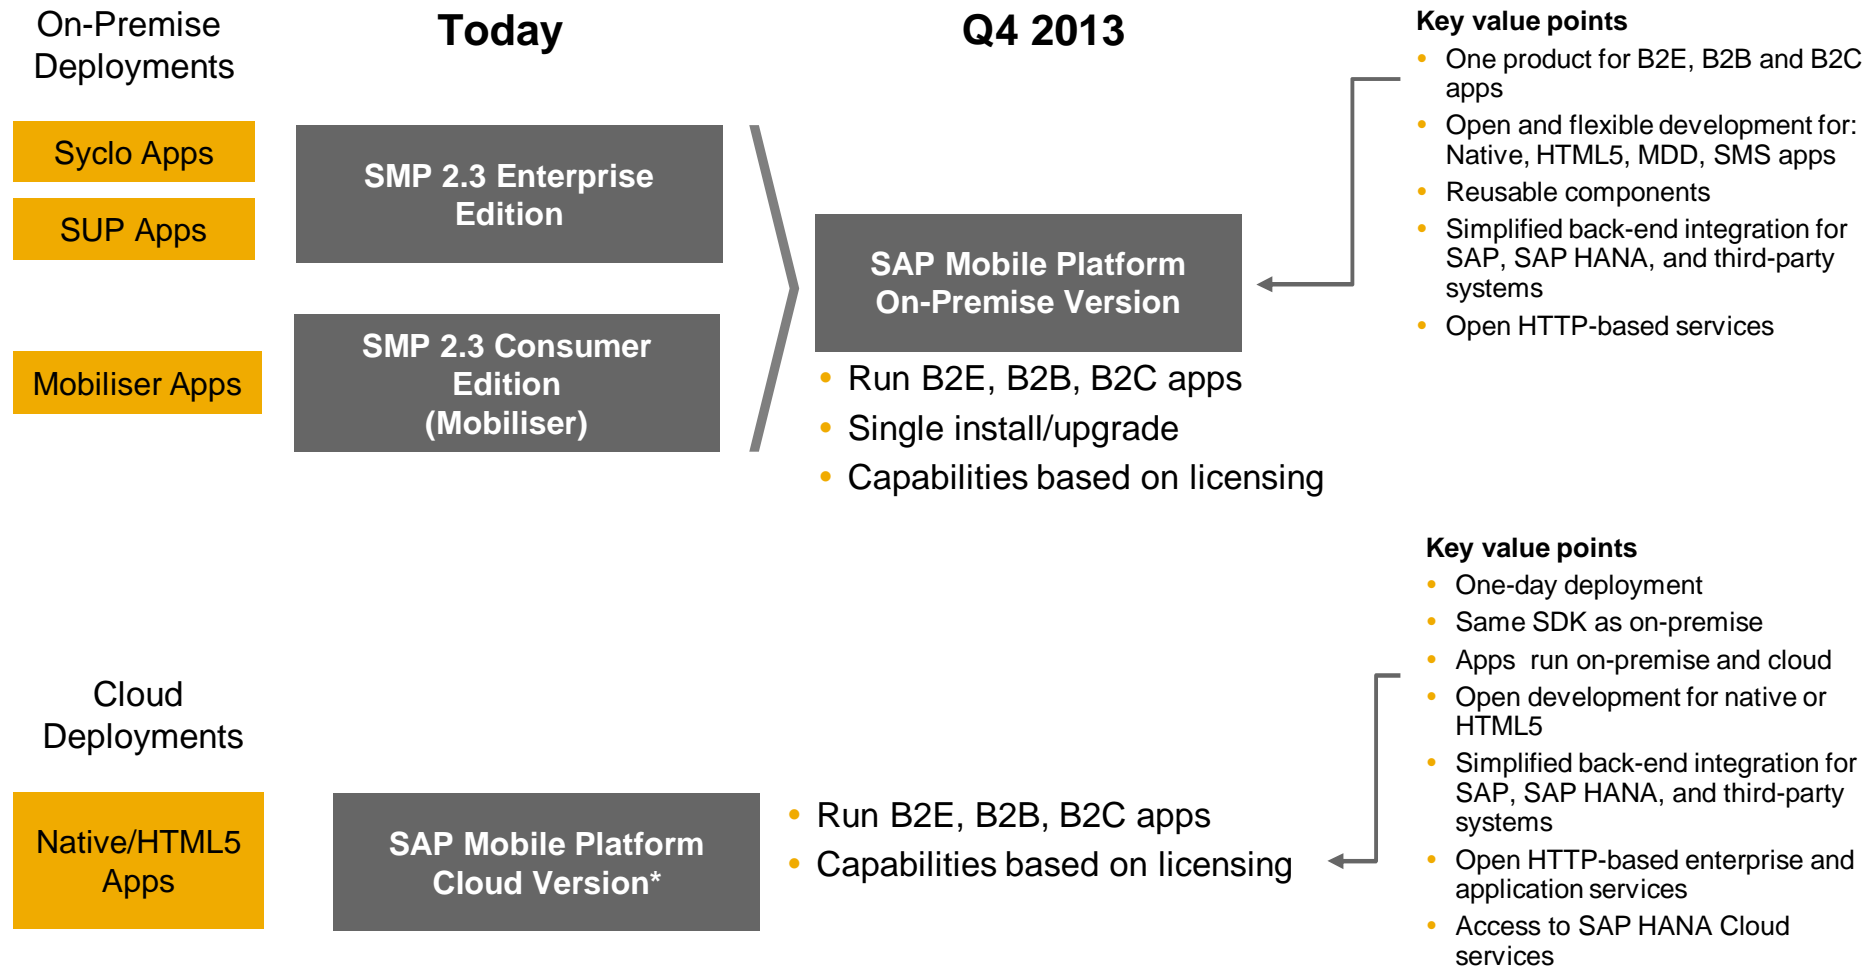 On-Premise
Deployments
Today
Q4 2013
Syclo Apps
SUP Apps
Mobiliser Apps
SMP 2.3 Enterprise
Edition
SMP 2.3 Consumer
Edition
(Mobiliser)
SAP Mobile Platform
On-Premise Version
• Run B2E, B2B, B2C apps
• Single install/upgrade
• Capabilities based on licensing
Key value points
• One product for B2E, B2B and B2C
apps
• Open and flexible development for:
Native, HTML5, MDD, SMS apps
• Reusable components
• Simplified back-end integration for
SAP, SAP HANA, and third-party
systems
• Open HTTP-based services
Cloud
Deployments
Native/HTML5
Apps
SAP Mobile Platform
Cloud Version*
• Run B2E, B2B, B2C apps
• Capabilities based on licensing
Key value points
• One-day deployment
• Same SDK as on-premise
• Apps run on-premise and cloud
• Open development for native or
HTML5
• Simplified back-end integration for
SAP, SAP HANA, and third-party
systems
• Open HTTP-based enterprise and
application services
• Access to SAP HANA Cloud
services